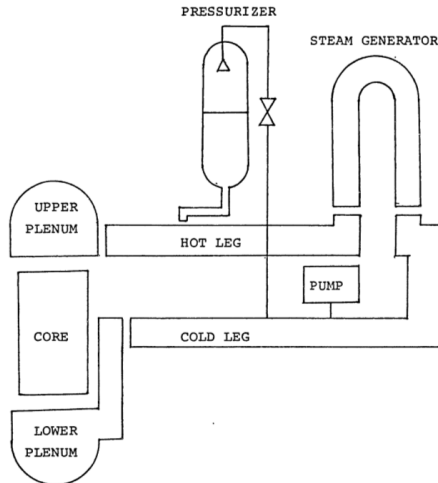 PRESSURIZER
STEAM GENERATOR
UPPER
PLENUM
HOT LEG
PUMP
CORE
COLD LEG
LOWER
PLENUM